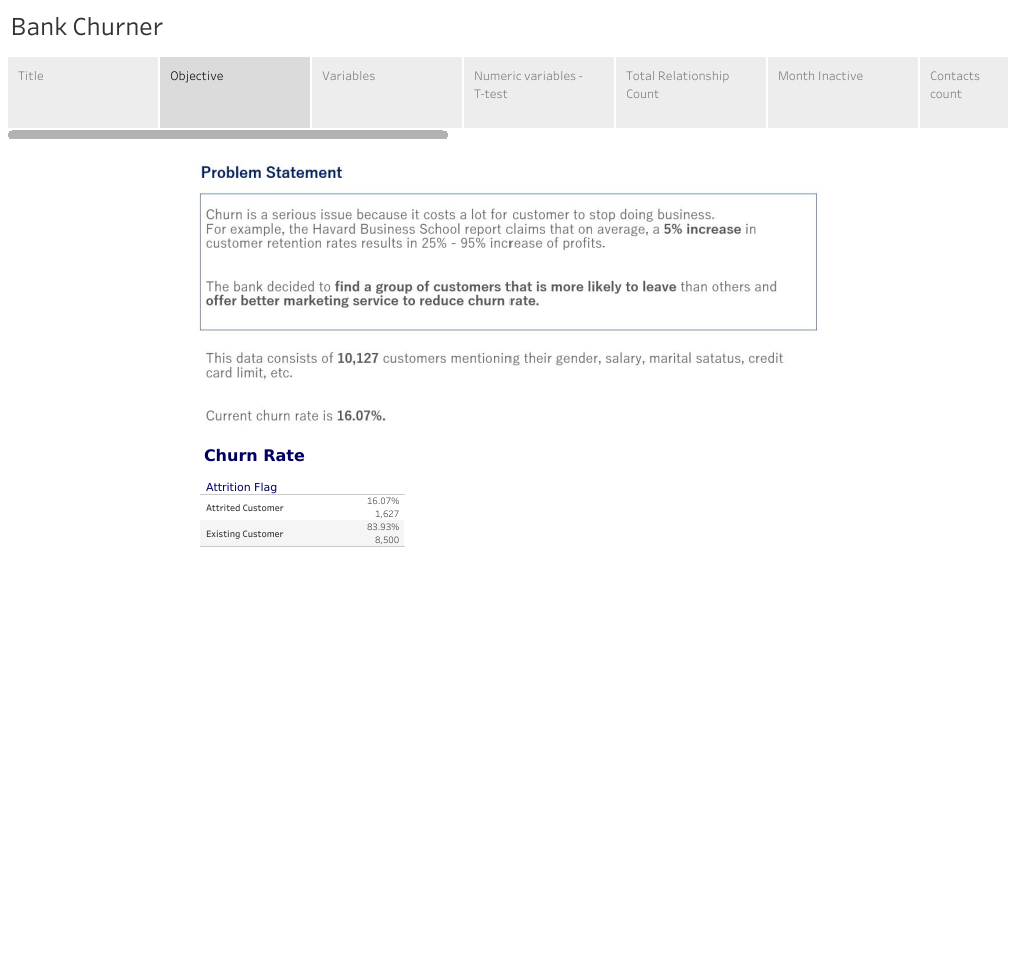 Bank Churner
Title
Objective
Variables
Numeric variables -
T-test
Total Relationship
Count
Month Inactive
Contacts
count
Problem Statement
Churn is a serious issue because it costs a lot for customer to stop doing business.
For example, the Havard Business School report claims that on average, a 5% increase in
customer retention rates results in 25% - 95% increase of profits.
The bank decided to find a group of customers that is more likely to leave than others and
offer better marketing service to reduce churn rate.
This data consists of 10,127 customers mentioning their gender, salary, marital satatus, credit
card limit, etc.
Current churn rate is 16.07%.
Churn Rate
Attrition Flag
Attrited Customer
16.07%
1,627
Existing Customer
83.93%
8,500